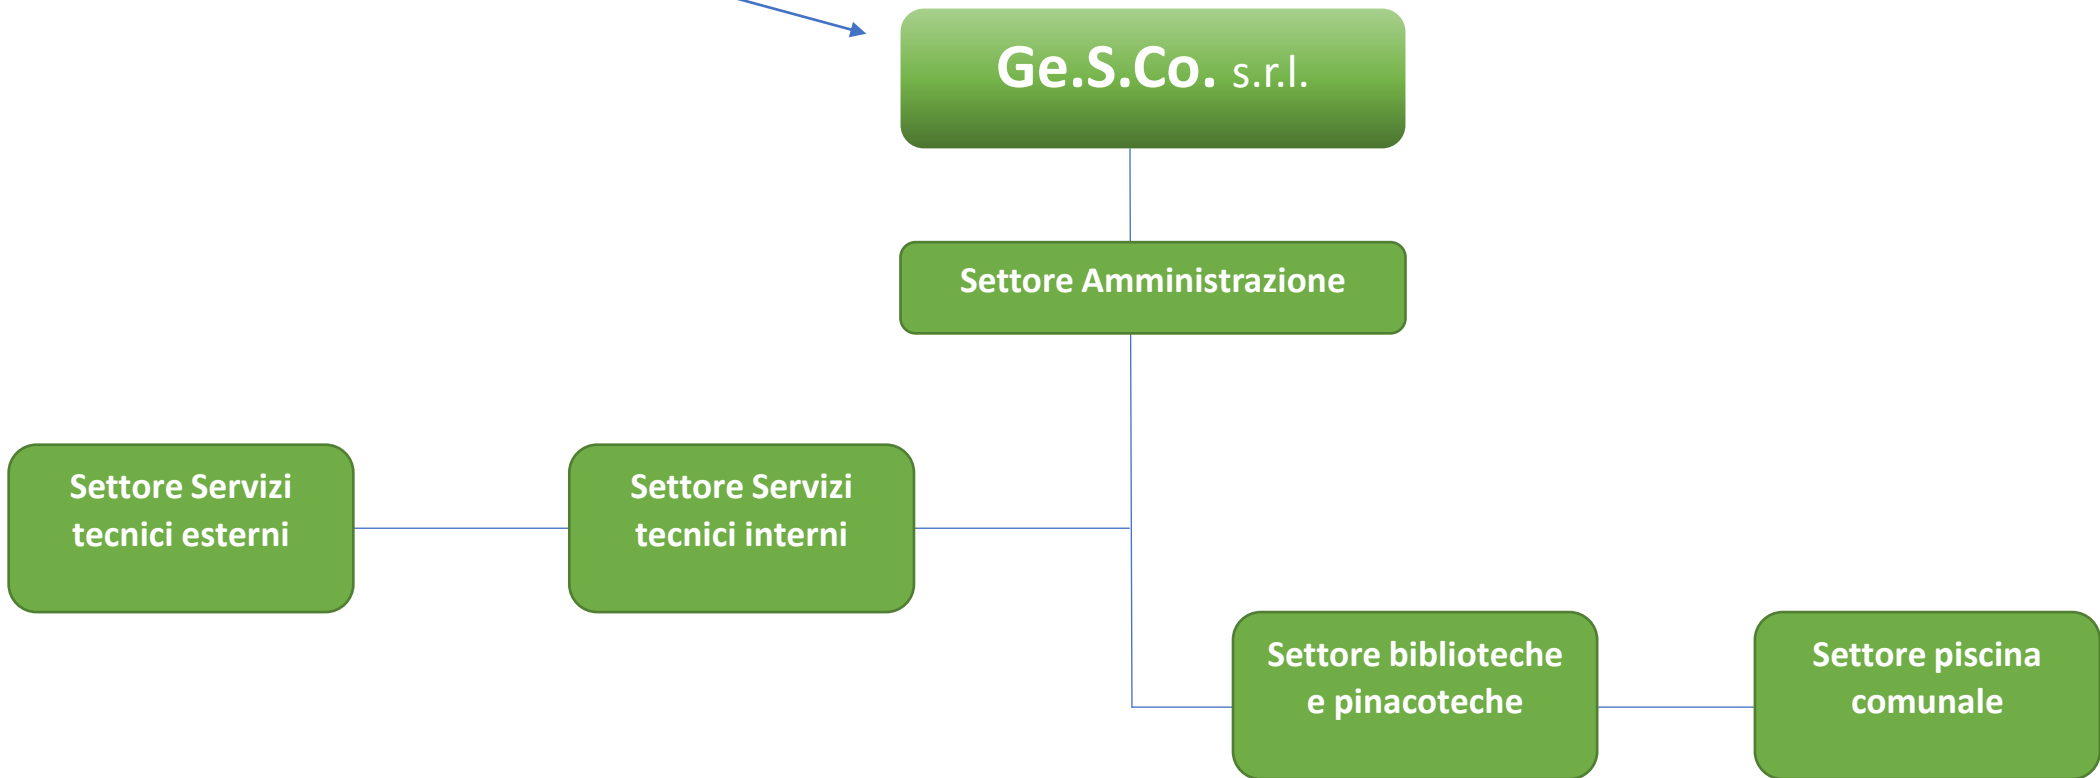 Ge.S.Co. s.r.l.
Settore Amministrazione
Settore Servizi
tecnici esterni
Settore Servizi
tecnici interni
Settore biblioteche
e pinacoteche
Settore piscina
comunale